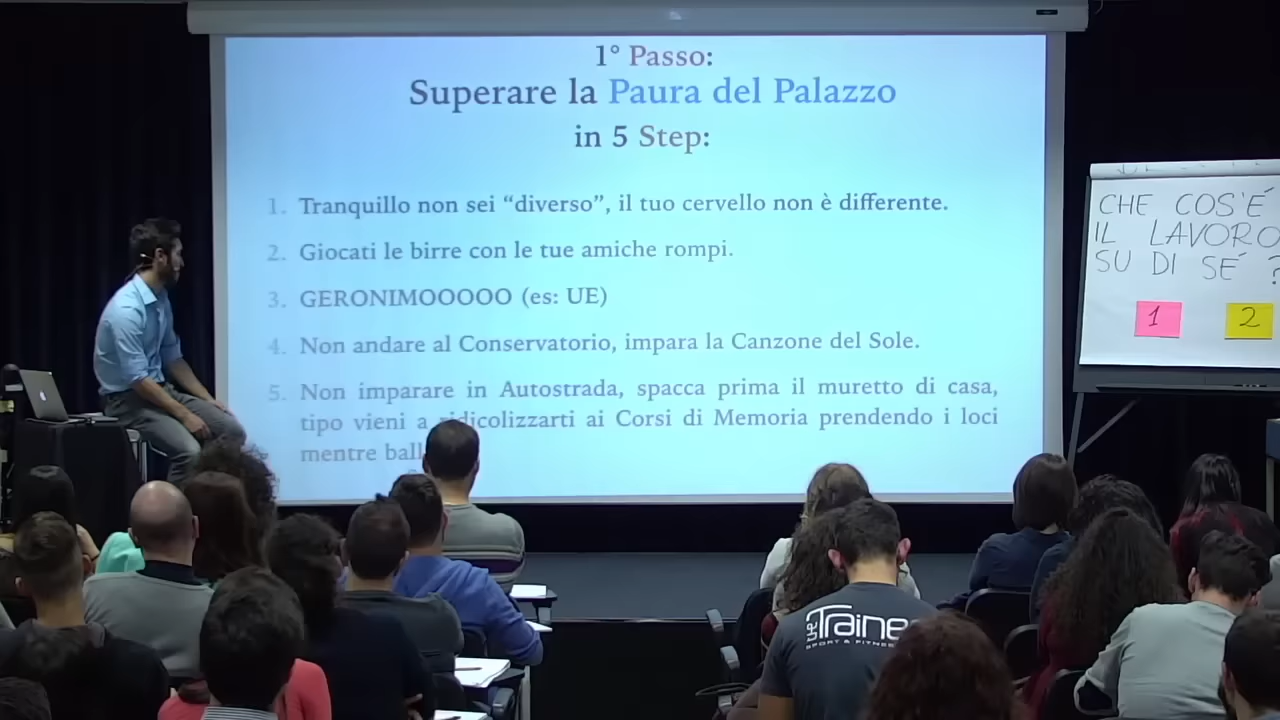 1° Passo:
Superare la Paura del Palazzo
in 5 Step:
1. Tranquillo non sei “diverso”, il tuo cervello non è differente.
2. Giocati le birre con le tue amiche rompi.
3. GERONIMOOOOO (es: UE)
4. Non andare al Conservatorio, impara la Canzone del Sole.
5. Non imparare in Autostrada, spacca prima il muretto di casa,
tipo vieni a ridicolizzarti ai Corsi di Memoria prendendo i loci
mentre
CHE COS'É
IL LAVORO
SU DI SÉ ?
1 2
SPORT & FITNESS